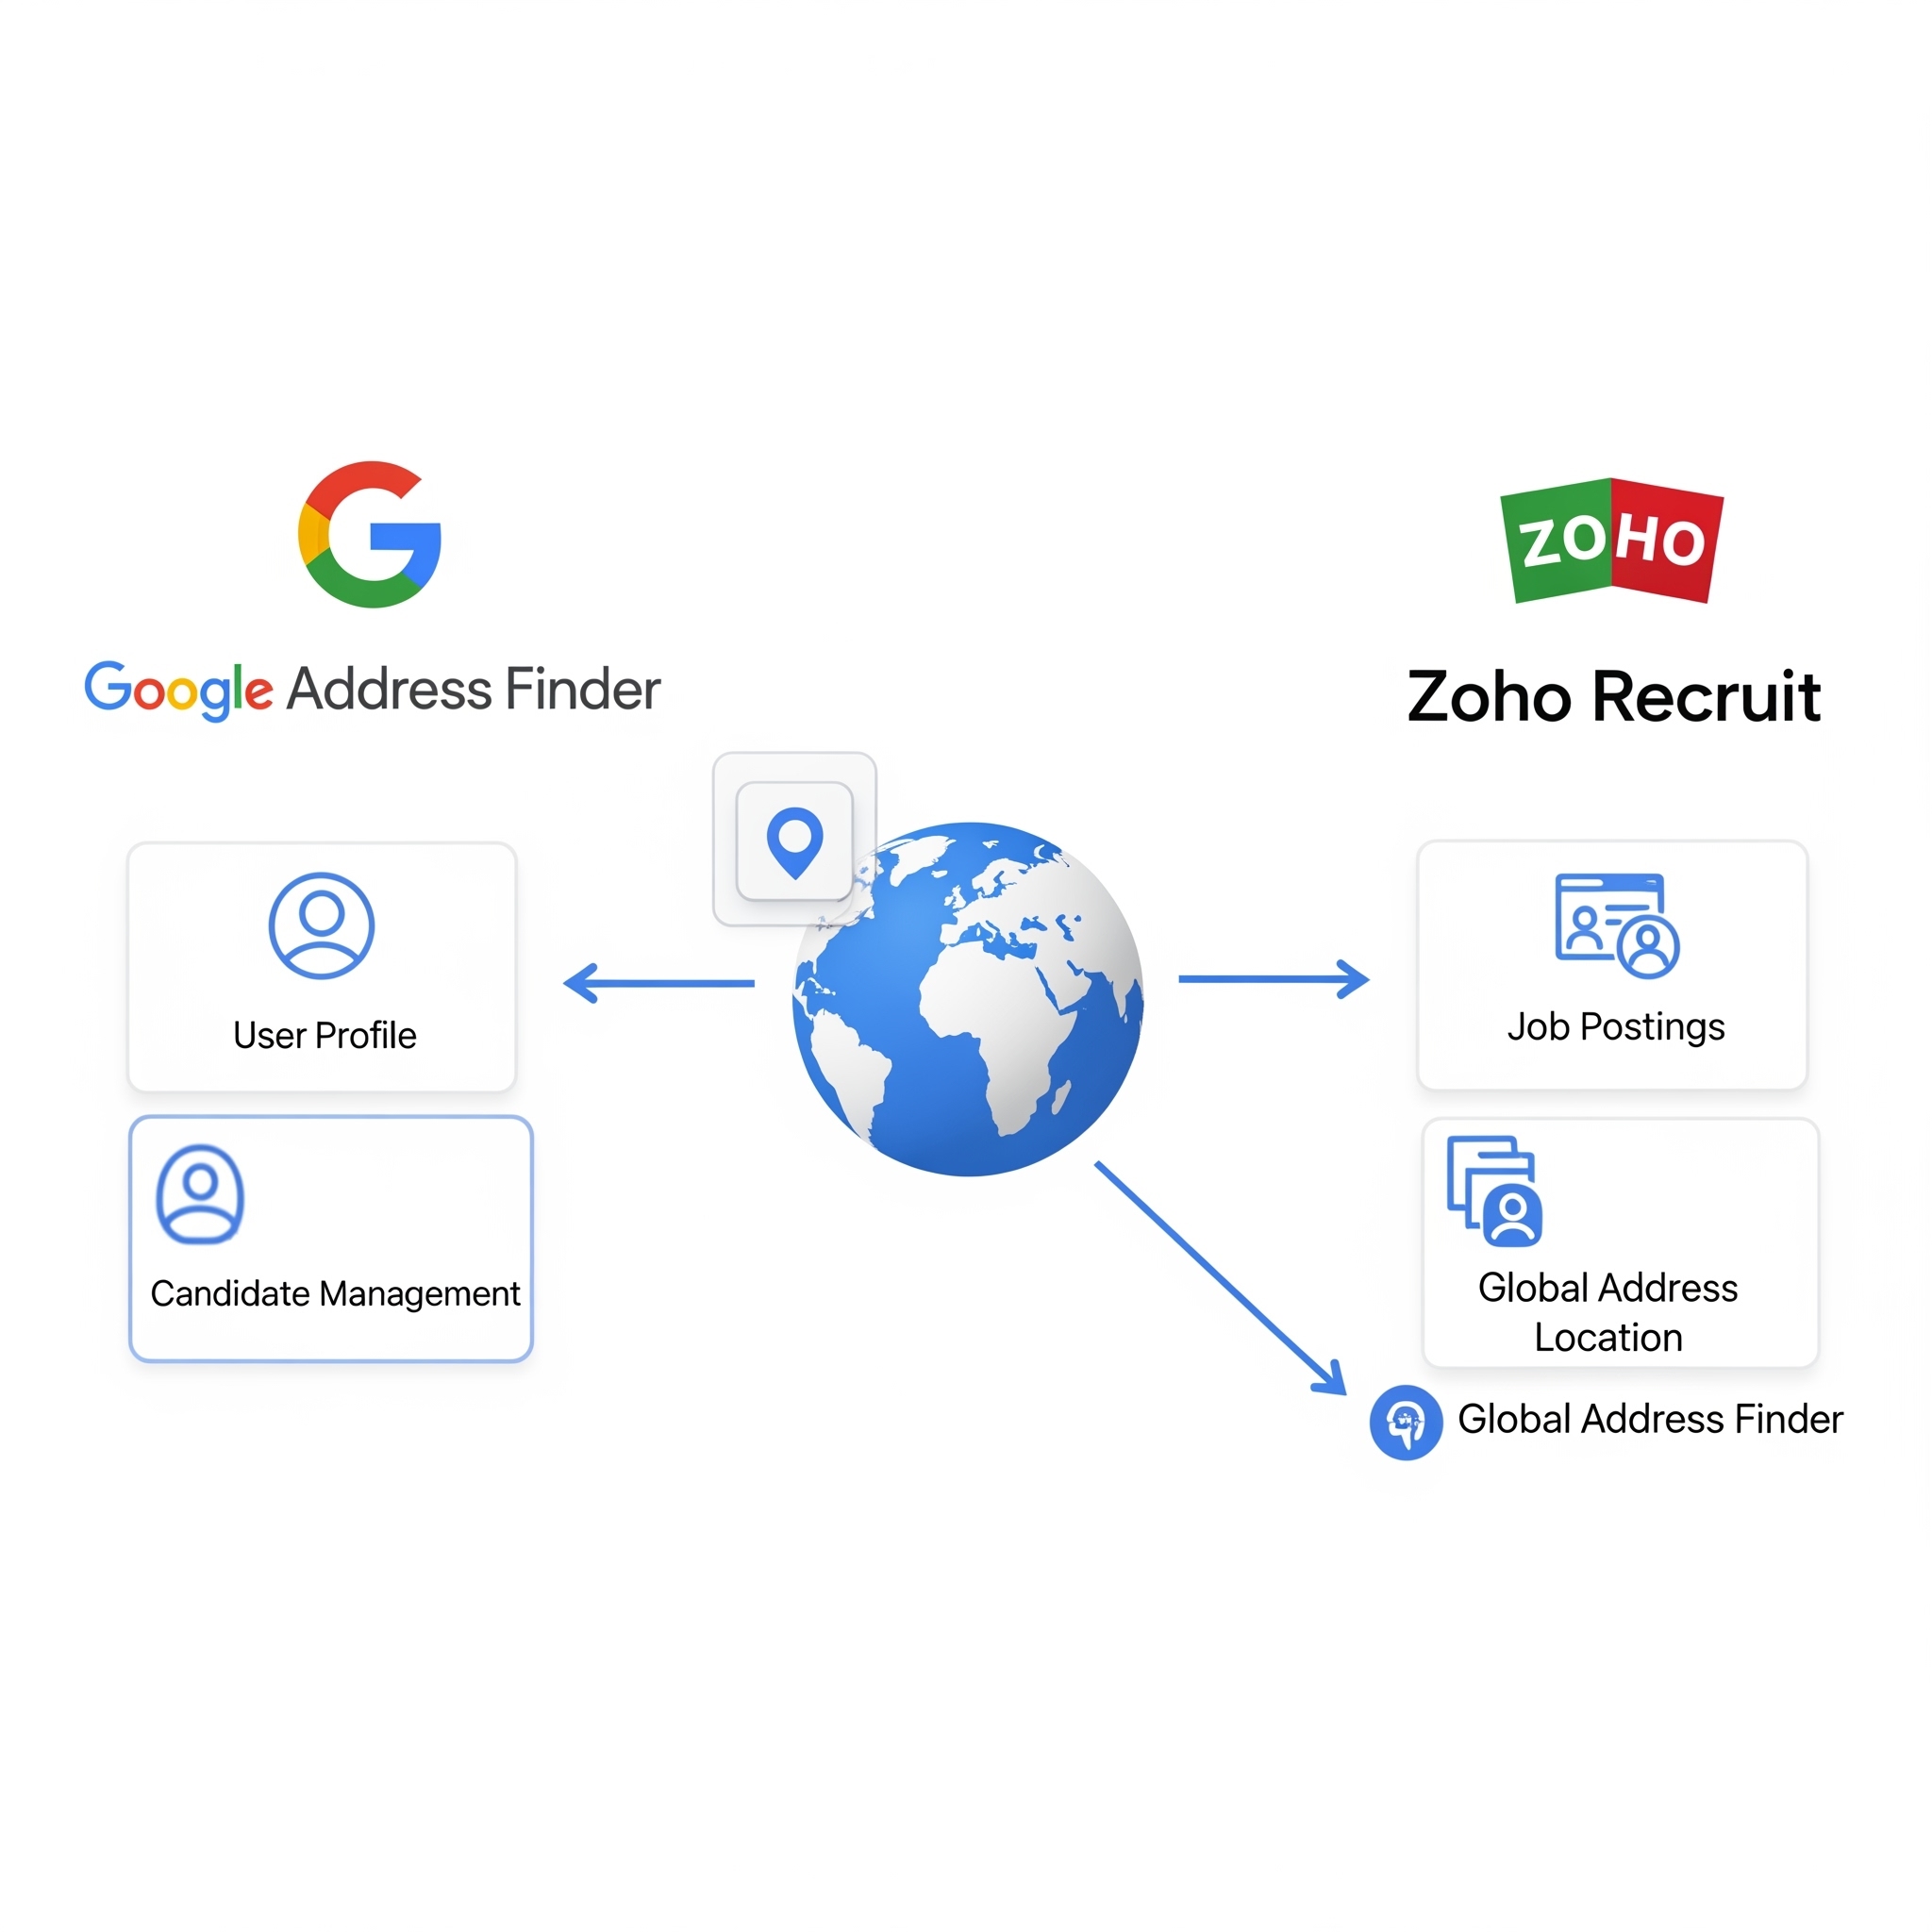 ZOHO
Google Address Finder
Zoho Recruit
User Profile
Job Postings
Candidate Management
Global Address
Location
Global Address Finder